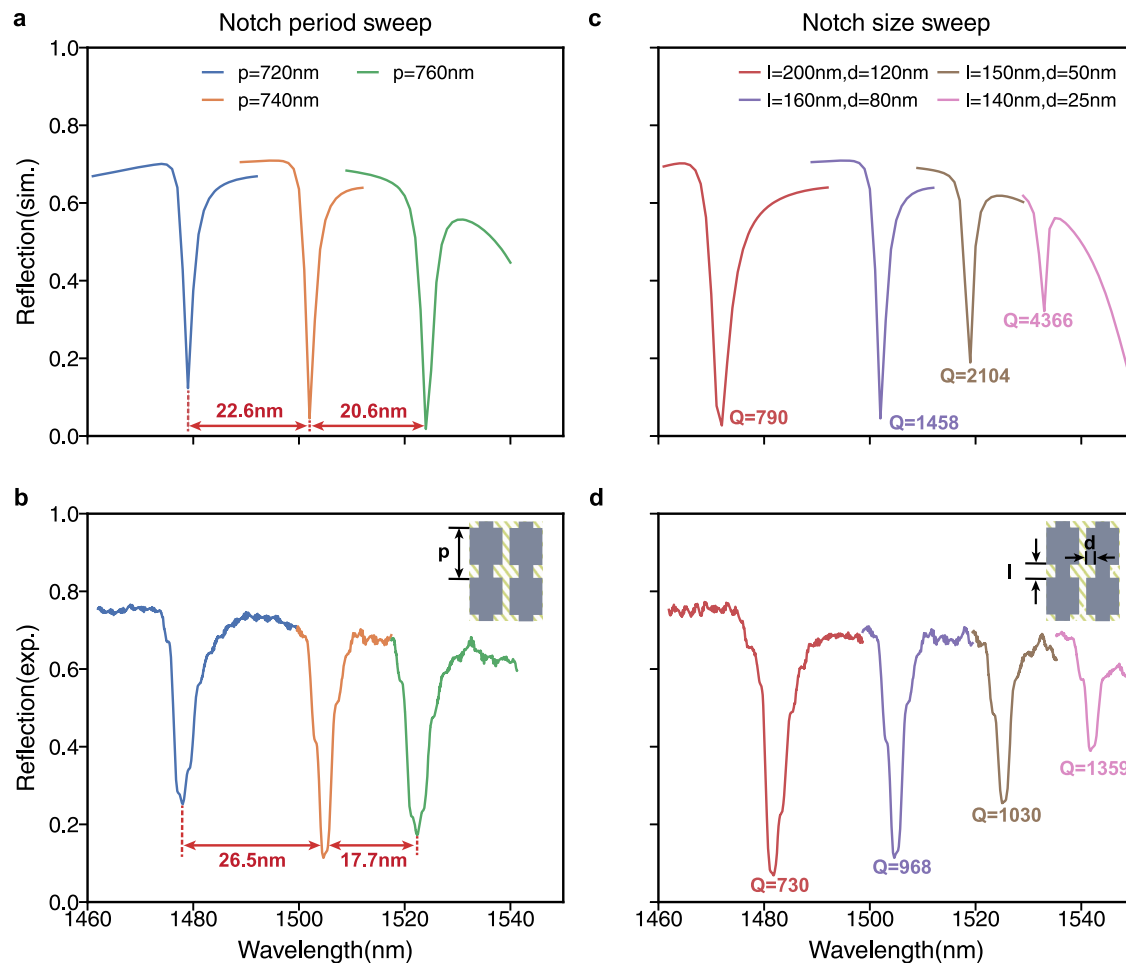 a
Notch period sweep
1.0
0.8
0.6
0.4
0.2
0.0
Reflection(sim.)
p=720nm
p=760nm
p=740nm
22.6nm
20.6nm
c
Notch size sweep
l=200nm,d=120nm
l=150nm,d=50nm
l=160nm,d=80nm
l=140nm,d=25nm
Q=4366
Q=2104
Q=790
Q=1458
b
1.0
0.8
0.6
0.4
0.2
0.0
Reflection(exp.)
p
26.5nm
17.7nm
1460
1480
1500
1520
1540
Wavelength(nm)
d
d
l
Q=1359
Q=1030
Q=968
Q=730
1460
1480
1500
1520
1540
Wavelength(nm)